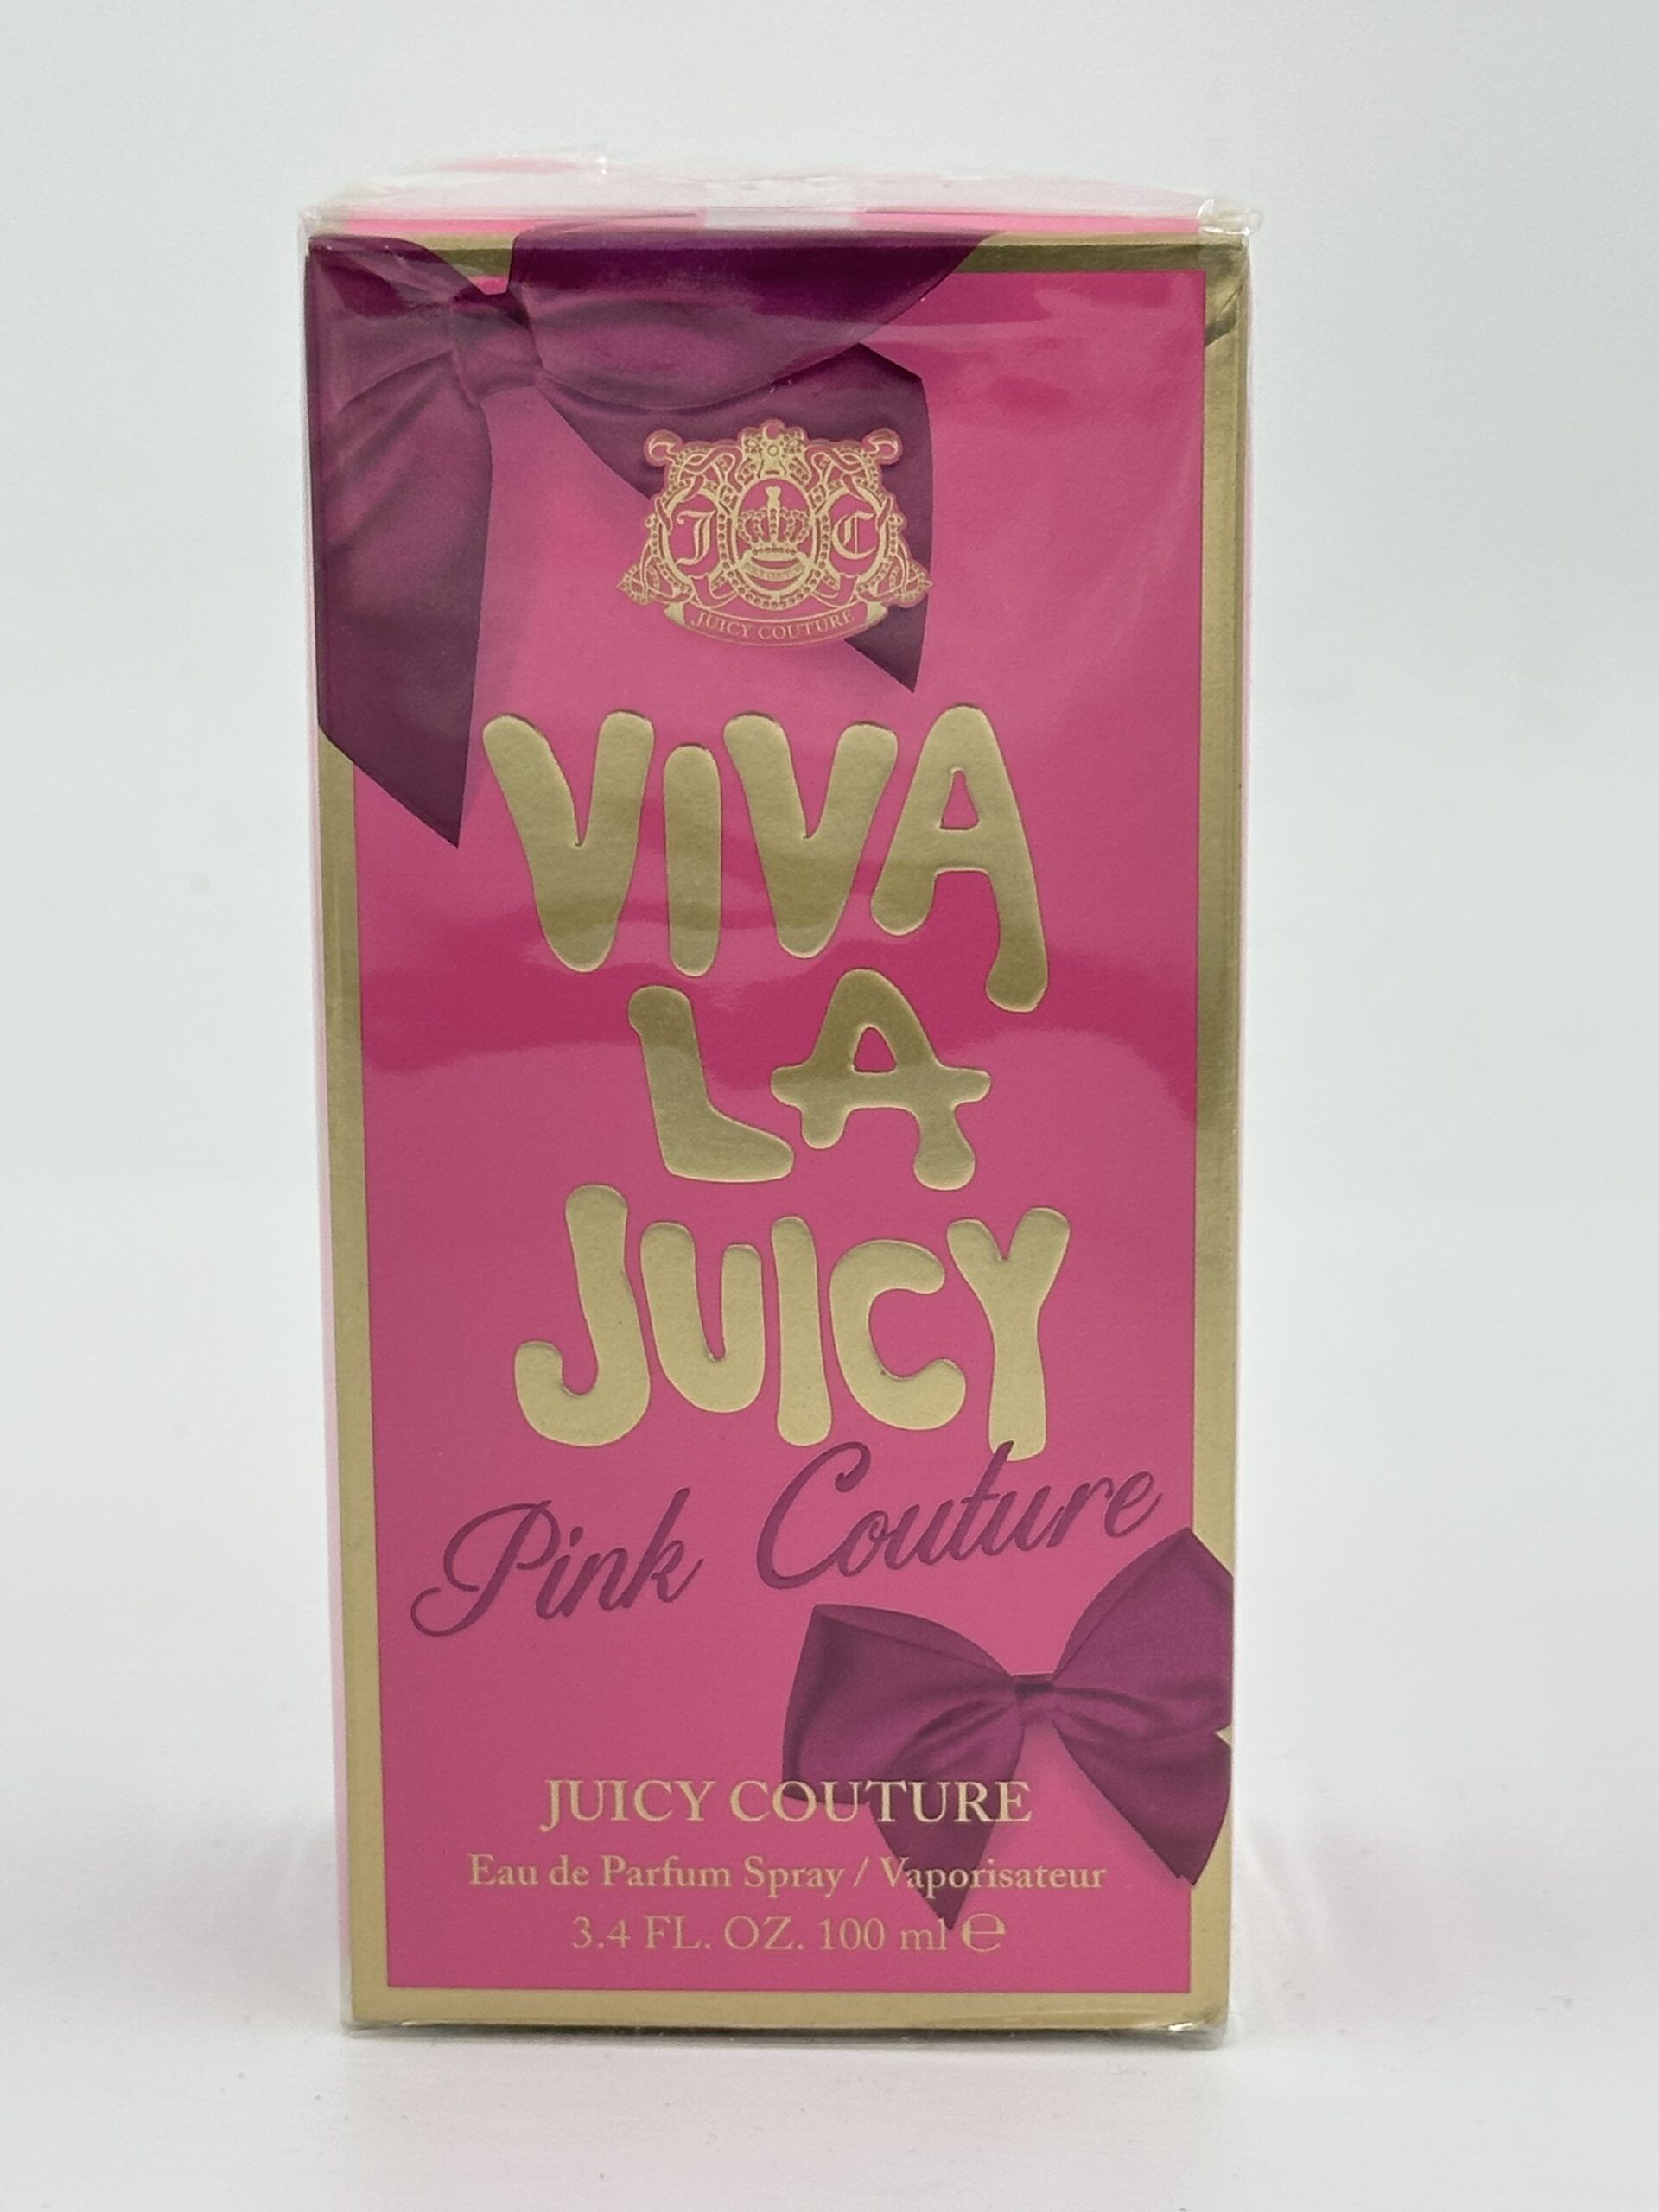 J C
JUICY COUTURE
VIVA
LA
JUICY
Pink Couture
JUICY COUTURE
Eau de Parfum Spray / Vaporisateur
3.4 FL. OZ. 100 ml ℮